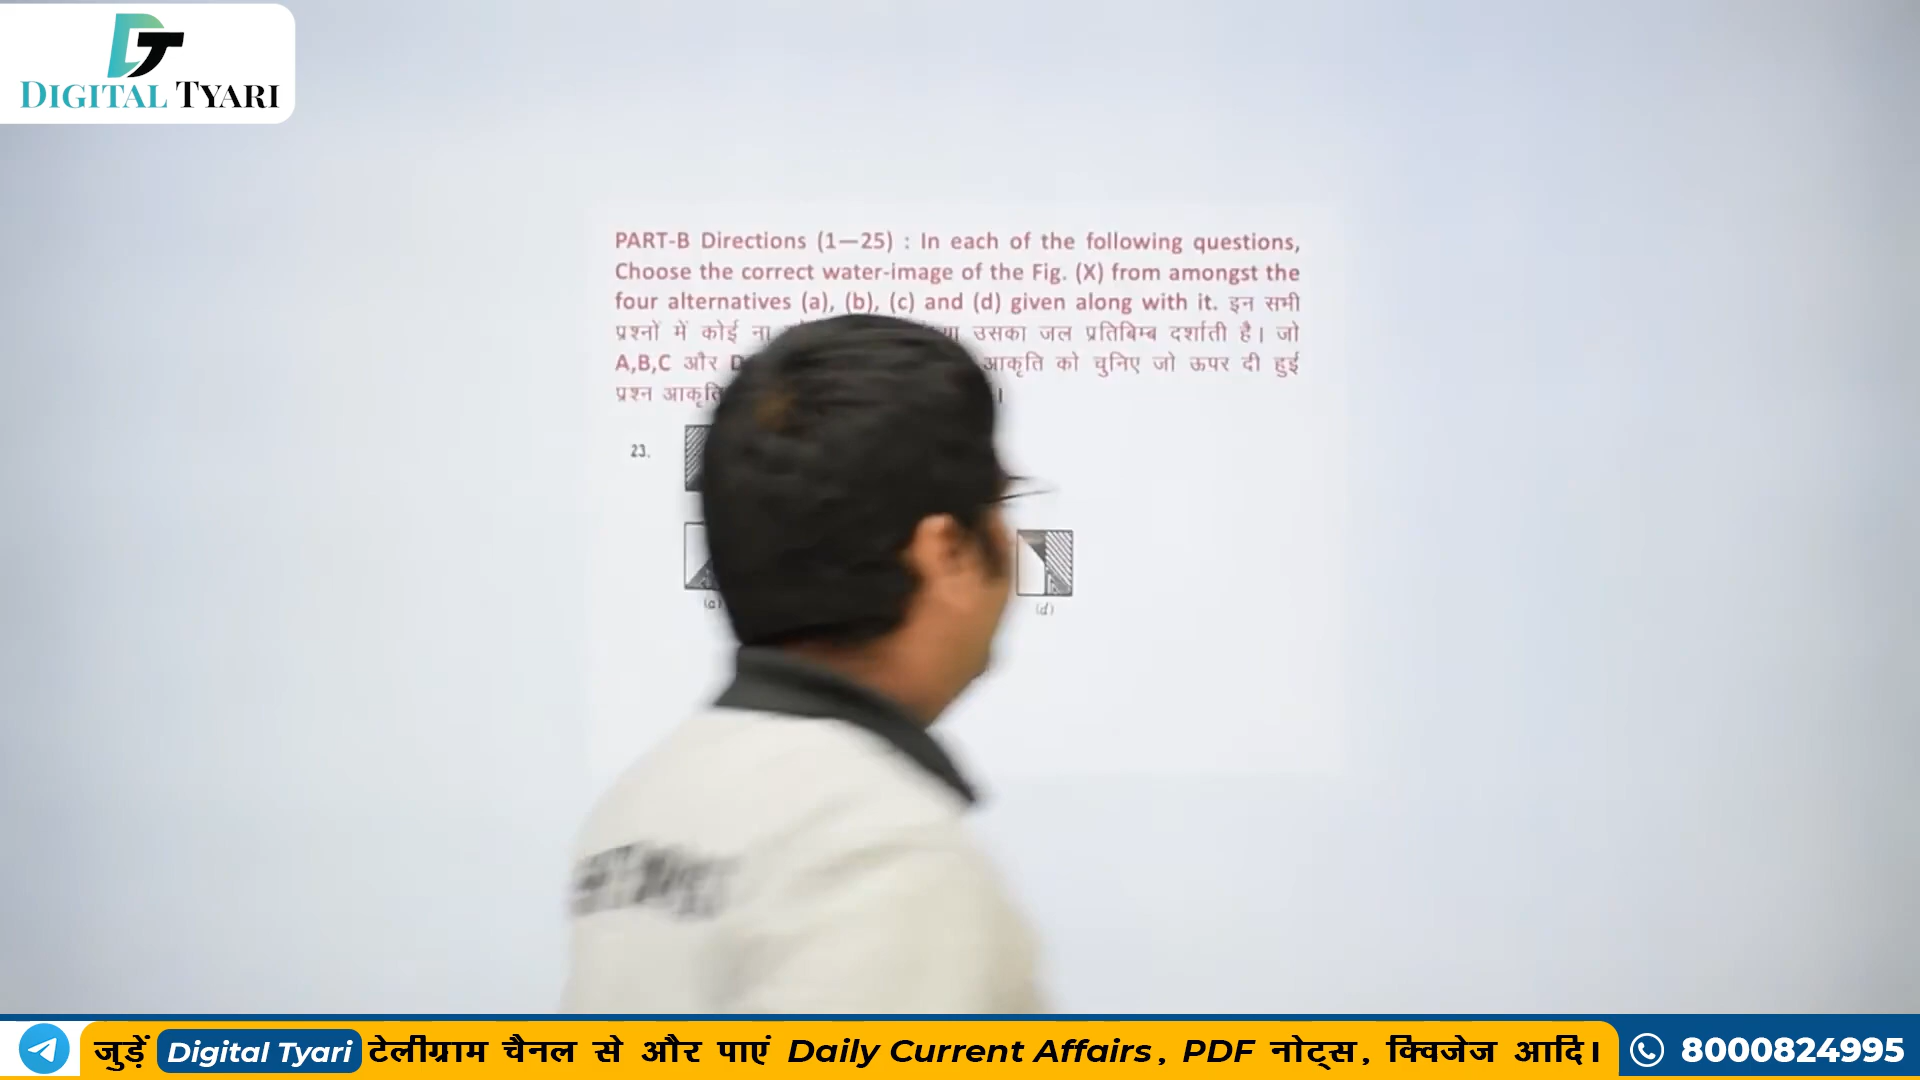 DIGITAL TYARI
PART-B Directions (1—25) : In each of the following questions,
Choose the correct water-image of the Fig. (X) from amongst the
four alternatives (a), (b), (c) and (d) given along with it. इन सभी
प्रश्नों में कोई उसका जल प्रतिबिम्ब दर्शाती है। जो
A,B,C और आकृति को चुनिए जो ऊपर दी हुई
प्रश्न
23.
(a) (d)
जुड़ें Digital Tyari टेलीग्राम चैनल से और पाएं Daily Current Affairs, PDF नोट्स, क्विजेज आदि। 8000824995